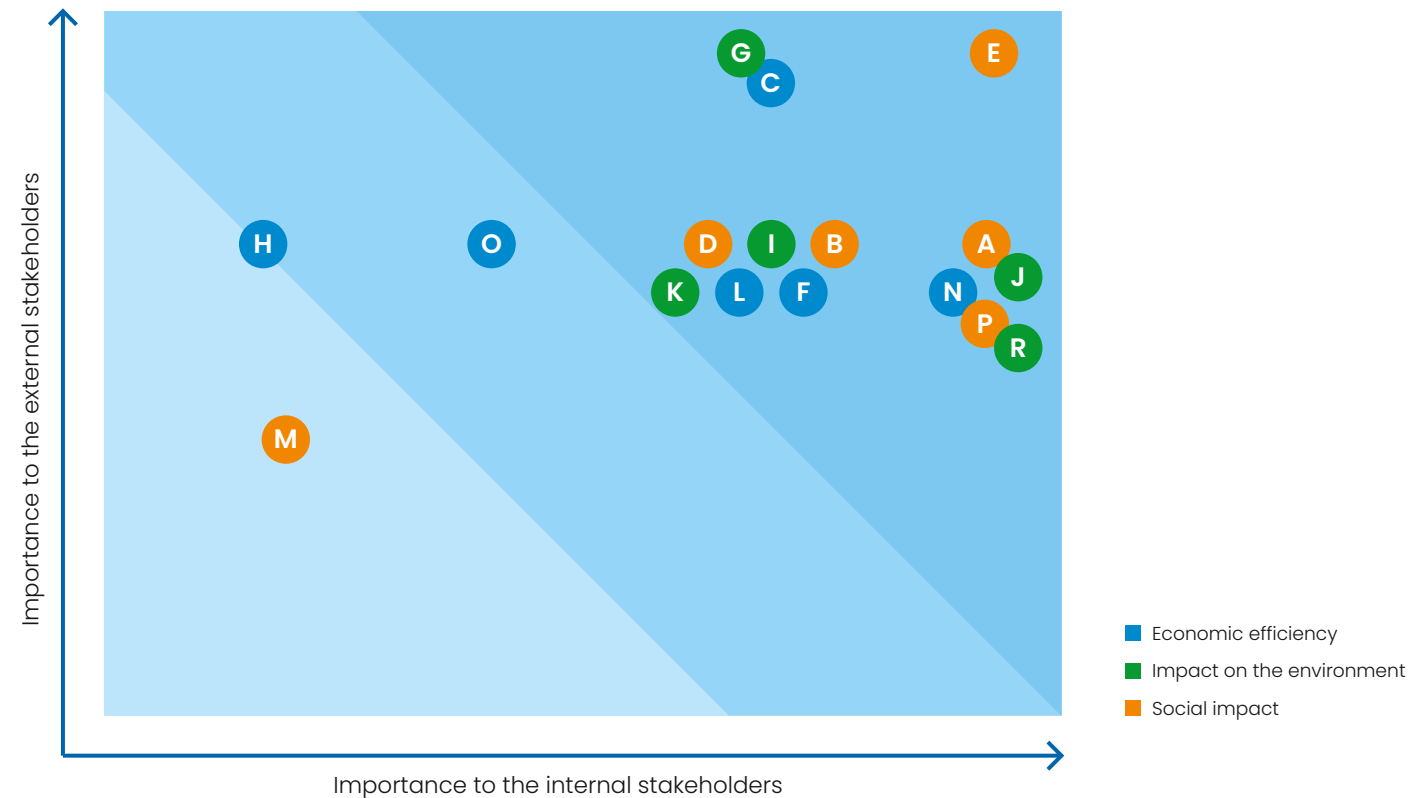 Importance to the external stakeholders
G
E
C
H
O
D
I
B
A
J
K
L
F
N
P
R
M
Economic efficiency
Impact on the environment
Social impact
Importance to the internal stakeholders